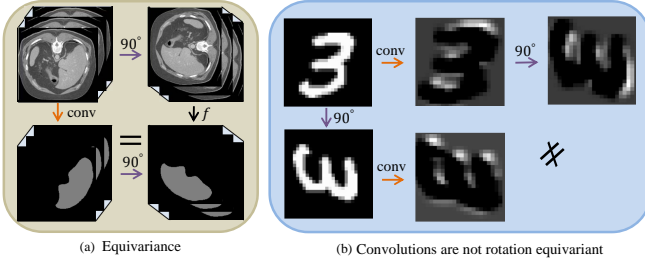 90°
conv
f
=
90°
(a) Equivariance
conv
90°
90°
conv
≠
(b) Convolutions are not rotation equivariant